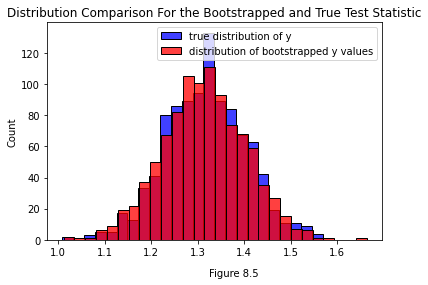 Distribution Comparison For the Bootstrapped and True Test Statistic
true distribution of y
distribution of bootstrapped y values
Count
120
100
80
60
40
20
0
1.0 1.1 1.2 1.3 1.4 1.5 1.6
Figure 8.5